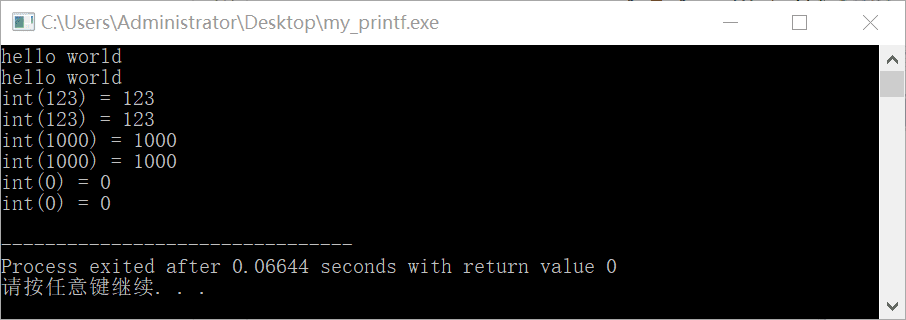 C:\Users\Administrator\Desktop\my_printf.exe
hello world
hello world
int(123) = 123
int(123) = 123
int(1000) = 1000
int(1000) = 1000
int(0) = 0
int(0) = 0
--------------------------------
Process exited after 0.06644 seconds with return value 0
请按任意键继续. . .